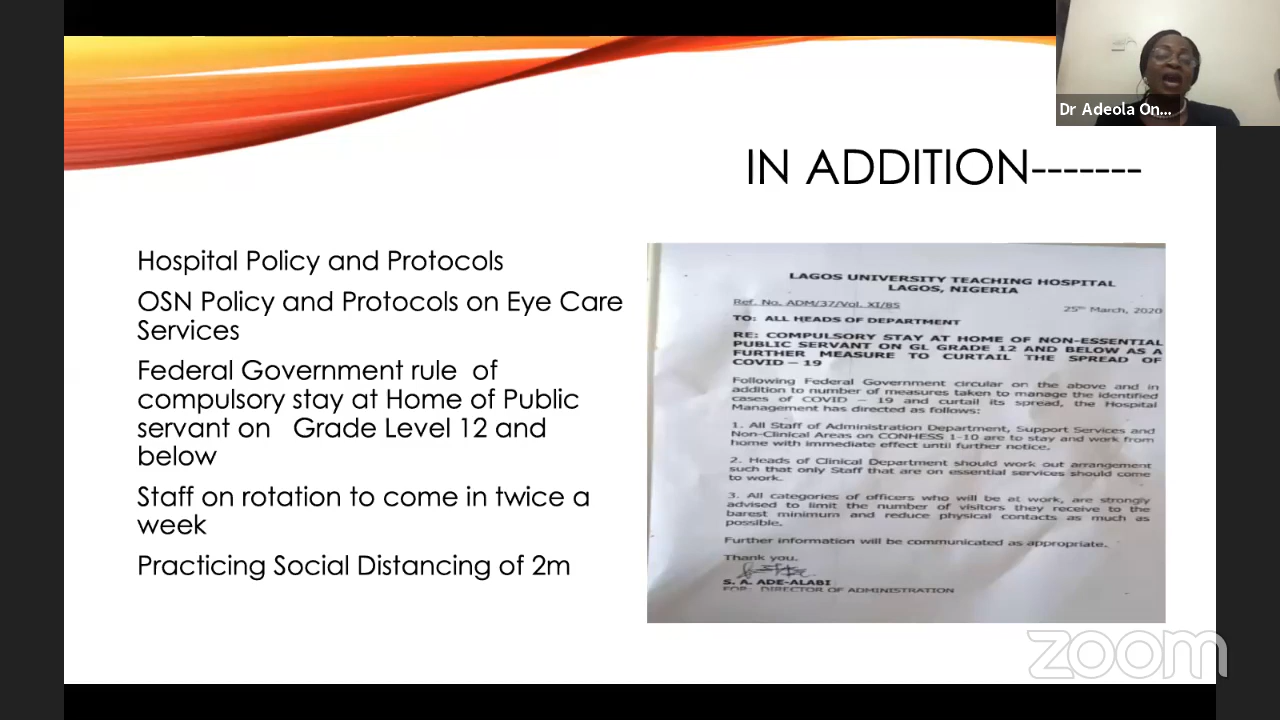 Dr Adeola On...
IN ADDITION-------
Hospital Policy and Protocols
OSN Policy and Protocols on Eye Care
Services
Federal Government rule of
compulsory stay at Home of Public
servant on Grade Level 12 and
below
Staff on rotation to come in twice a
week
Practicing Social Distancing of 2m
LAGOS UNIVERSITY TEACHING HOSPITAL
LAGOS, NIGERIA
Ref. No. ADM/37/Vol. XI/85
25th March, 2020
TO: ALL HEADS OF DEPARTMENT
RE: COMPULSORY STAY AT HOME OF NON-ESSENTIAL
PUBLIC SERVANT ON GL GRADE 12 AND BELOW AS A
FURTHER MEASURE TO CURTAIL THE SPREAD OF
COVID – 19
Following Federal Government circular on the above and in
addition to number of measures taken to manage the identified
cases of COVID – 19 and curtail its spread, the Hospital
Management has directed as follows:
1. All Staff of Administration Department, Support Services and
Non-Clinical Areas on CONHESS 1-10 are to stay and work from
home with immediate effect until further notice.
2. Heads of Clinical Department should work out arrangement
such that only Staff that are on essential services should come
to work.
3. All categories of officers who will be at work, are strongly
advised to limit the number of visitors they receive to the
barest minimum and reduce physical contacts as much as
possible.
Further information will be communicated as appropriate.
Thank you.
S. A. ADE-ALABI
FOR: DIRECTOR OF ADMINISTRATION
zoom